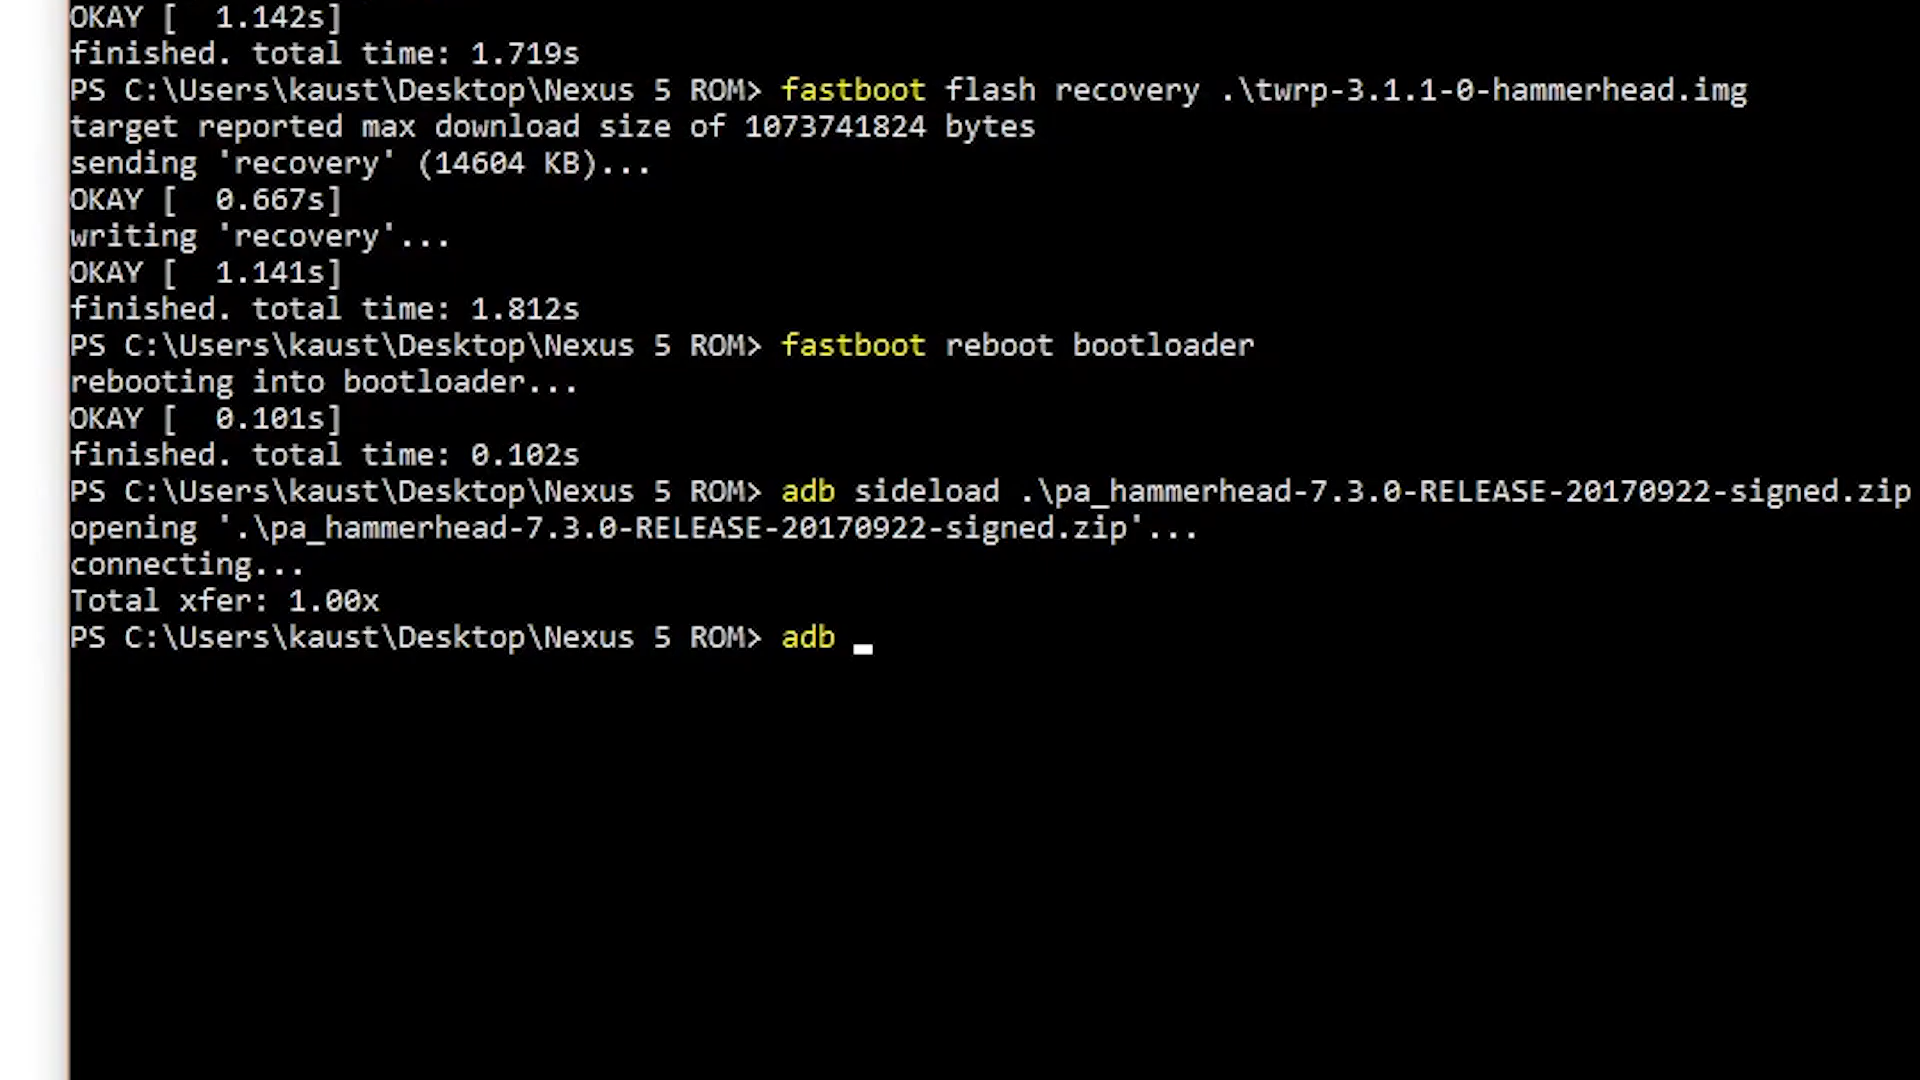 OKAY [  1.142s]
finished. total time: 1.719s
PS C:\Users\kaust\Desktop\Nexus 5 ROM> fastboot flash recovery .\twrp-3.1.1-0-hammerhead.img
target reported max download size of 1073741824 bytes
sending 'recovery' (14604 KB)...
OKAY [  0.667s]
writing 'recovery'...
OKAY [  1.141s]
finished. total time: 1.812s
PS C:\Users\kaust\Desktop\Nexus 5 ROM> fastboot reboot bootloader
rebooting into bootloader...
OKAY [  0.101s]
finished. total time: 0.102s
PS C:\Users\kaust\Desktop\Nexus 5 ROM> adb sideload .\pa_hammerhead-7.3.0-RELEASE-20170922-signed.zip
opening '.\pa_hammerhead-7.3.0-RELEASE-20170922-signed.zip'...
connecting...
Total xfer: 1.00x
PS C:\Users\kaust\Desktop\Nexus 5 ROM> adb